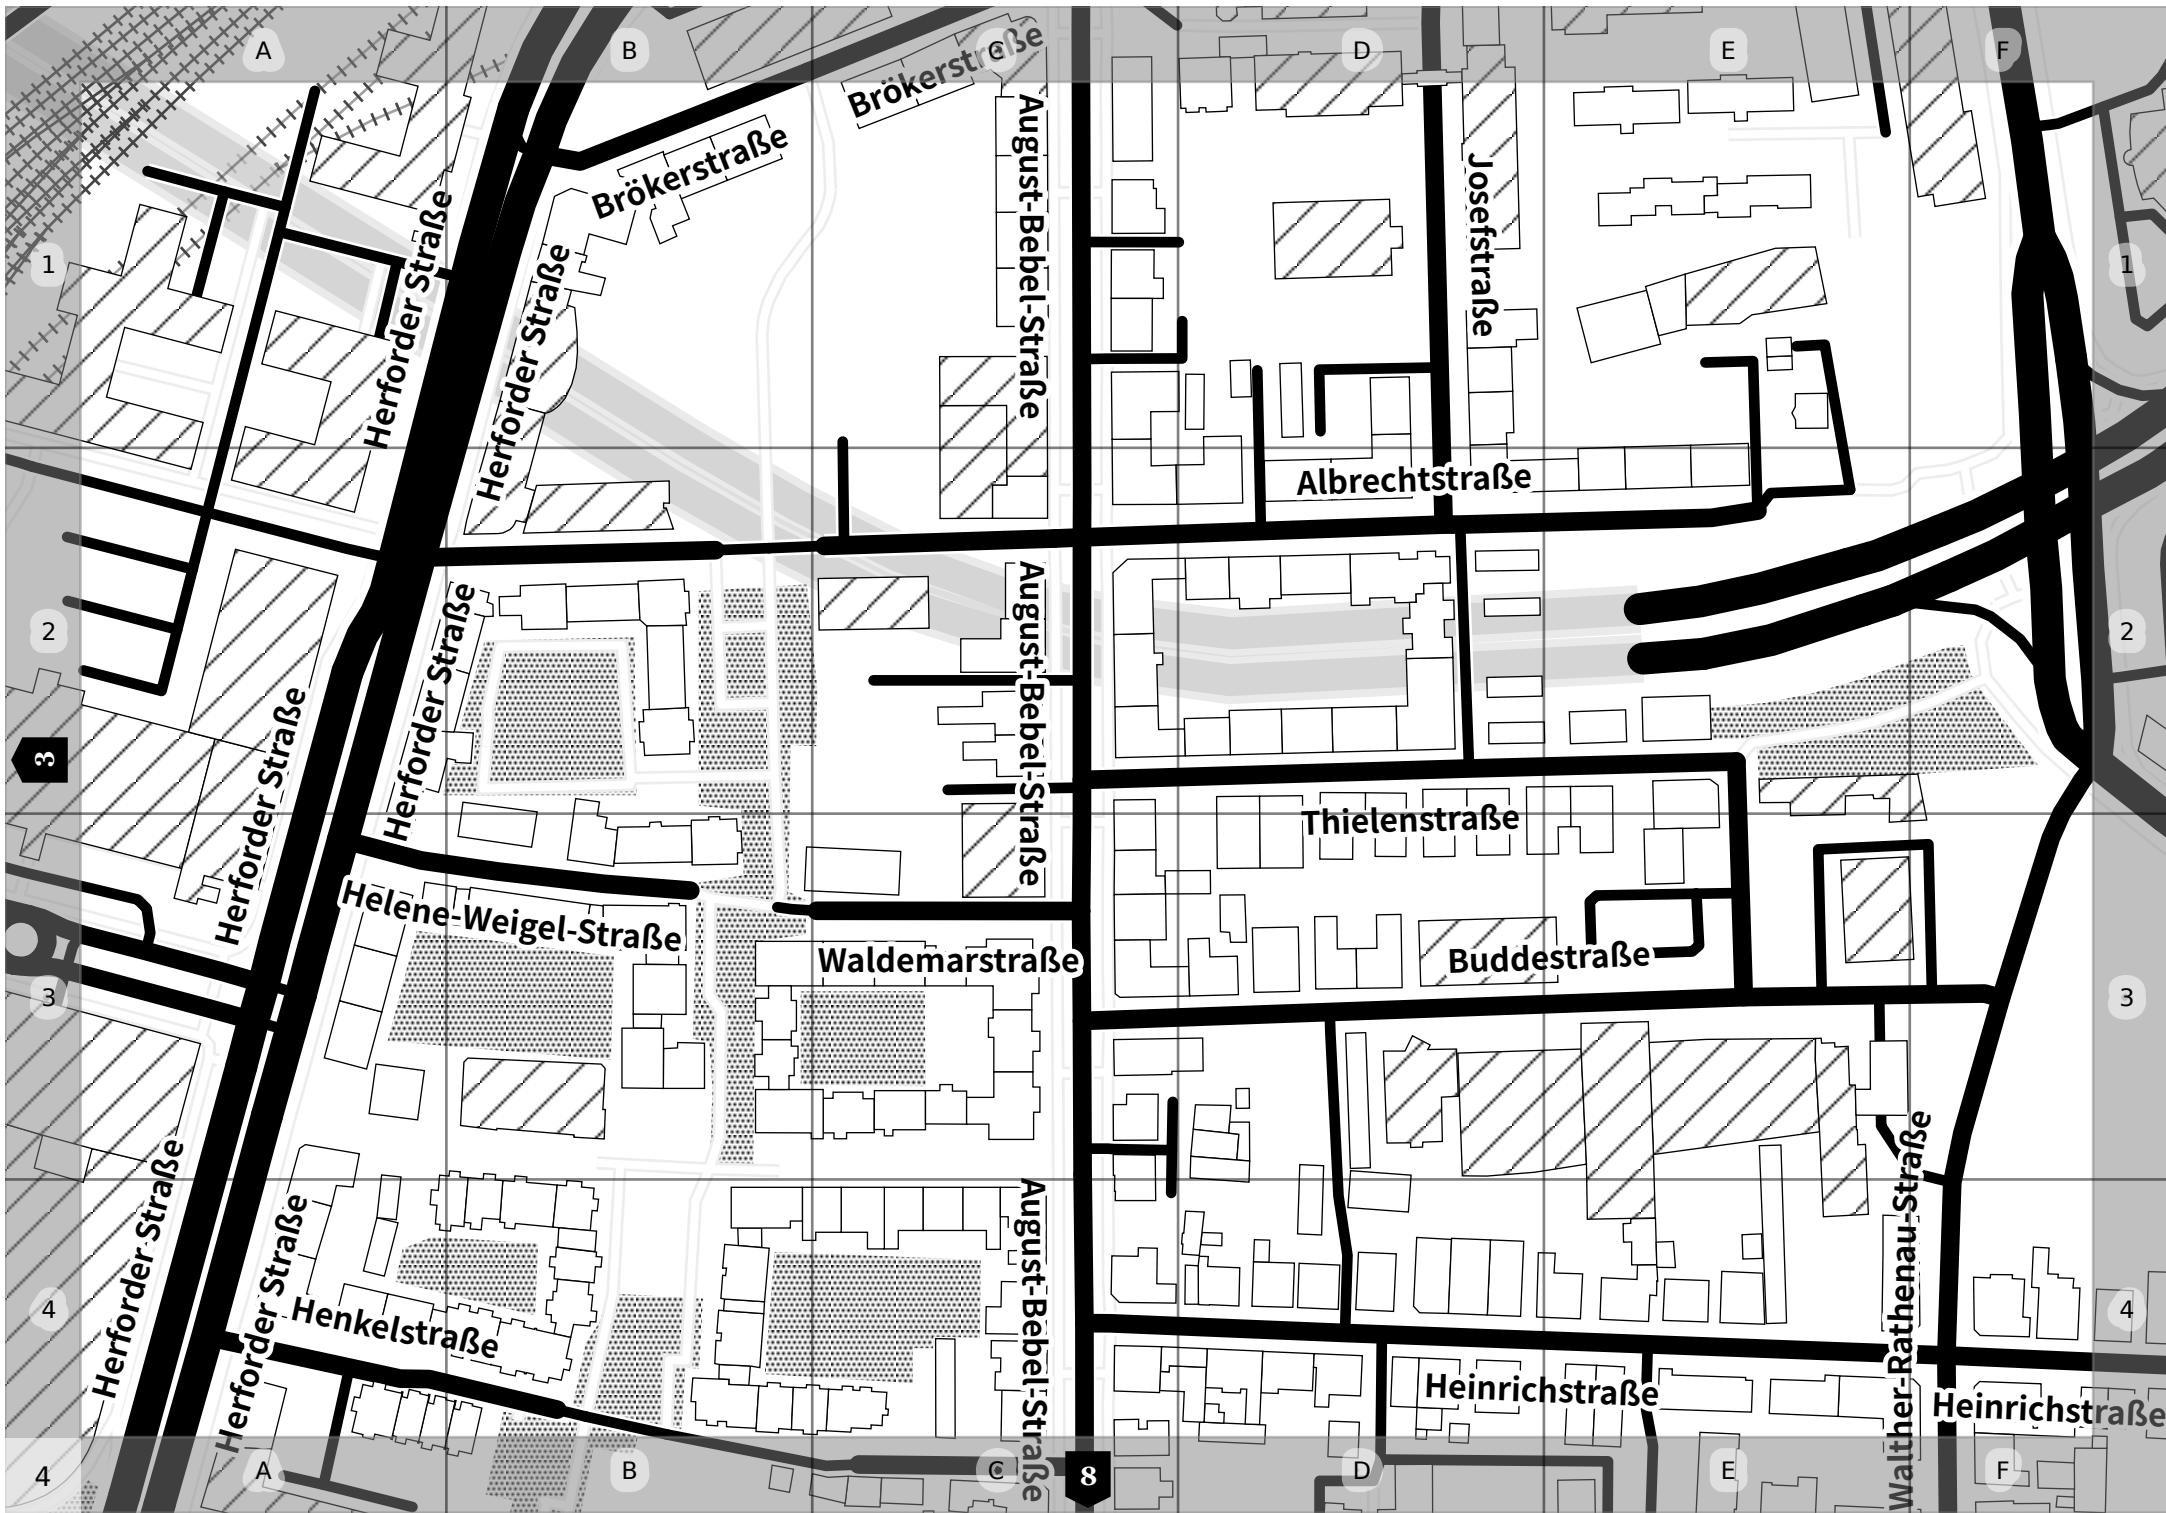 A
B
C
D
E
F
Brökerstraße
Brökerstraße
August-Bebel-Straße
Josefstraße
Herforder Straße
Herforder Straße
1
1
Albrechtstraße
August-Bebel-Straße
Herforder Straße
Herforder Straße
2
2
3
Thielenstraße
Helene-Weigel-Straße
Waldemarstraße
Buddestraße
3
3
Herforder Straße
Herforder Straße
August-Bebel-Straße
Walther-Rathenau-Straße
4
4
Henkelstraße
Heinrichstraße
Heinrichstraße
4
A
B
C
8
D
E
F